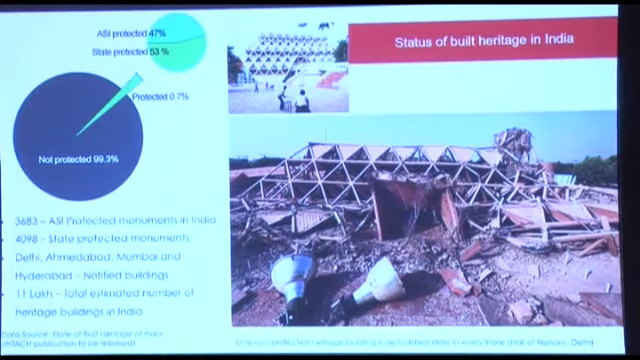 Status of built heritage in India
ASI protected 47%
State protected 53 %
Protected 0.7%
Not protected 99.3%
3683 – ASI Protected monuments in India
4098 – State protected monuments
Delhi, Ahmedabad, Mumbai and
Hyderabad – Notified buildings
11 Lakh – Total estimated number of
heritage buildings in India
Data Source: State of Built Heritage of India
(INTACH publication to be released)
One non-protected heritage building is demolished daily in every State (Hall of Nations, Delhi)